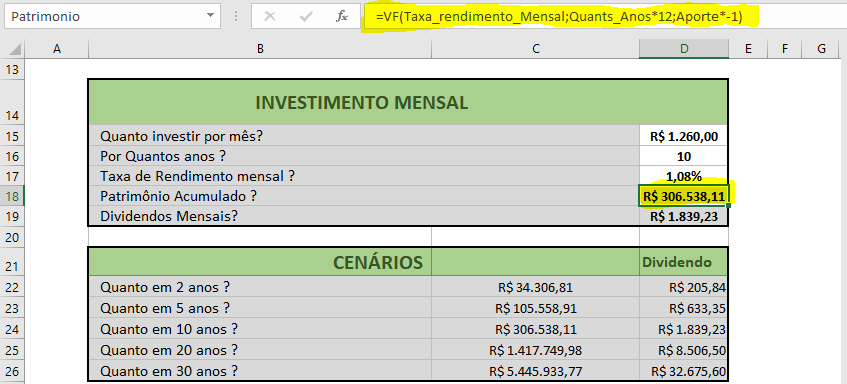 Patrimonio fx =VF(Taxa_rendimento_Mensal;Quants_Anos*12;Aporte*-1)
A B C D E F G
13
14 INVESTIMENTO MENSAL
15 Quanto investir por mês? R$ 1.260,00
16 Por Quantos anos ? 10
17 Taxa de Rendimento mensal ? 1,08%
18 Patrimônio Acumulado ? R$ 306.538,11
19 Dividendos Mensais? R$ 1.839,23
20
21 CENÁRIOS Dividendo
22 Quanto em 2 anos ? R$ 34.306,81 R$ 205,84
23 Quanto em 5 anos ? R$ 105.558,91 R$ 633,35
24 Quanto em 10 anos ? R$ 306.538,11 R$ 1.839,23
25 Quanto em 20 anos ? R$ 1.417.749,98 R$ 8.506,50
26 Quanto em 30 anos ? R$ 5.445.933,77 R$ 32.675,60